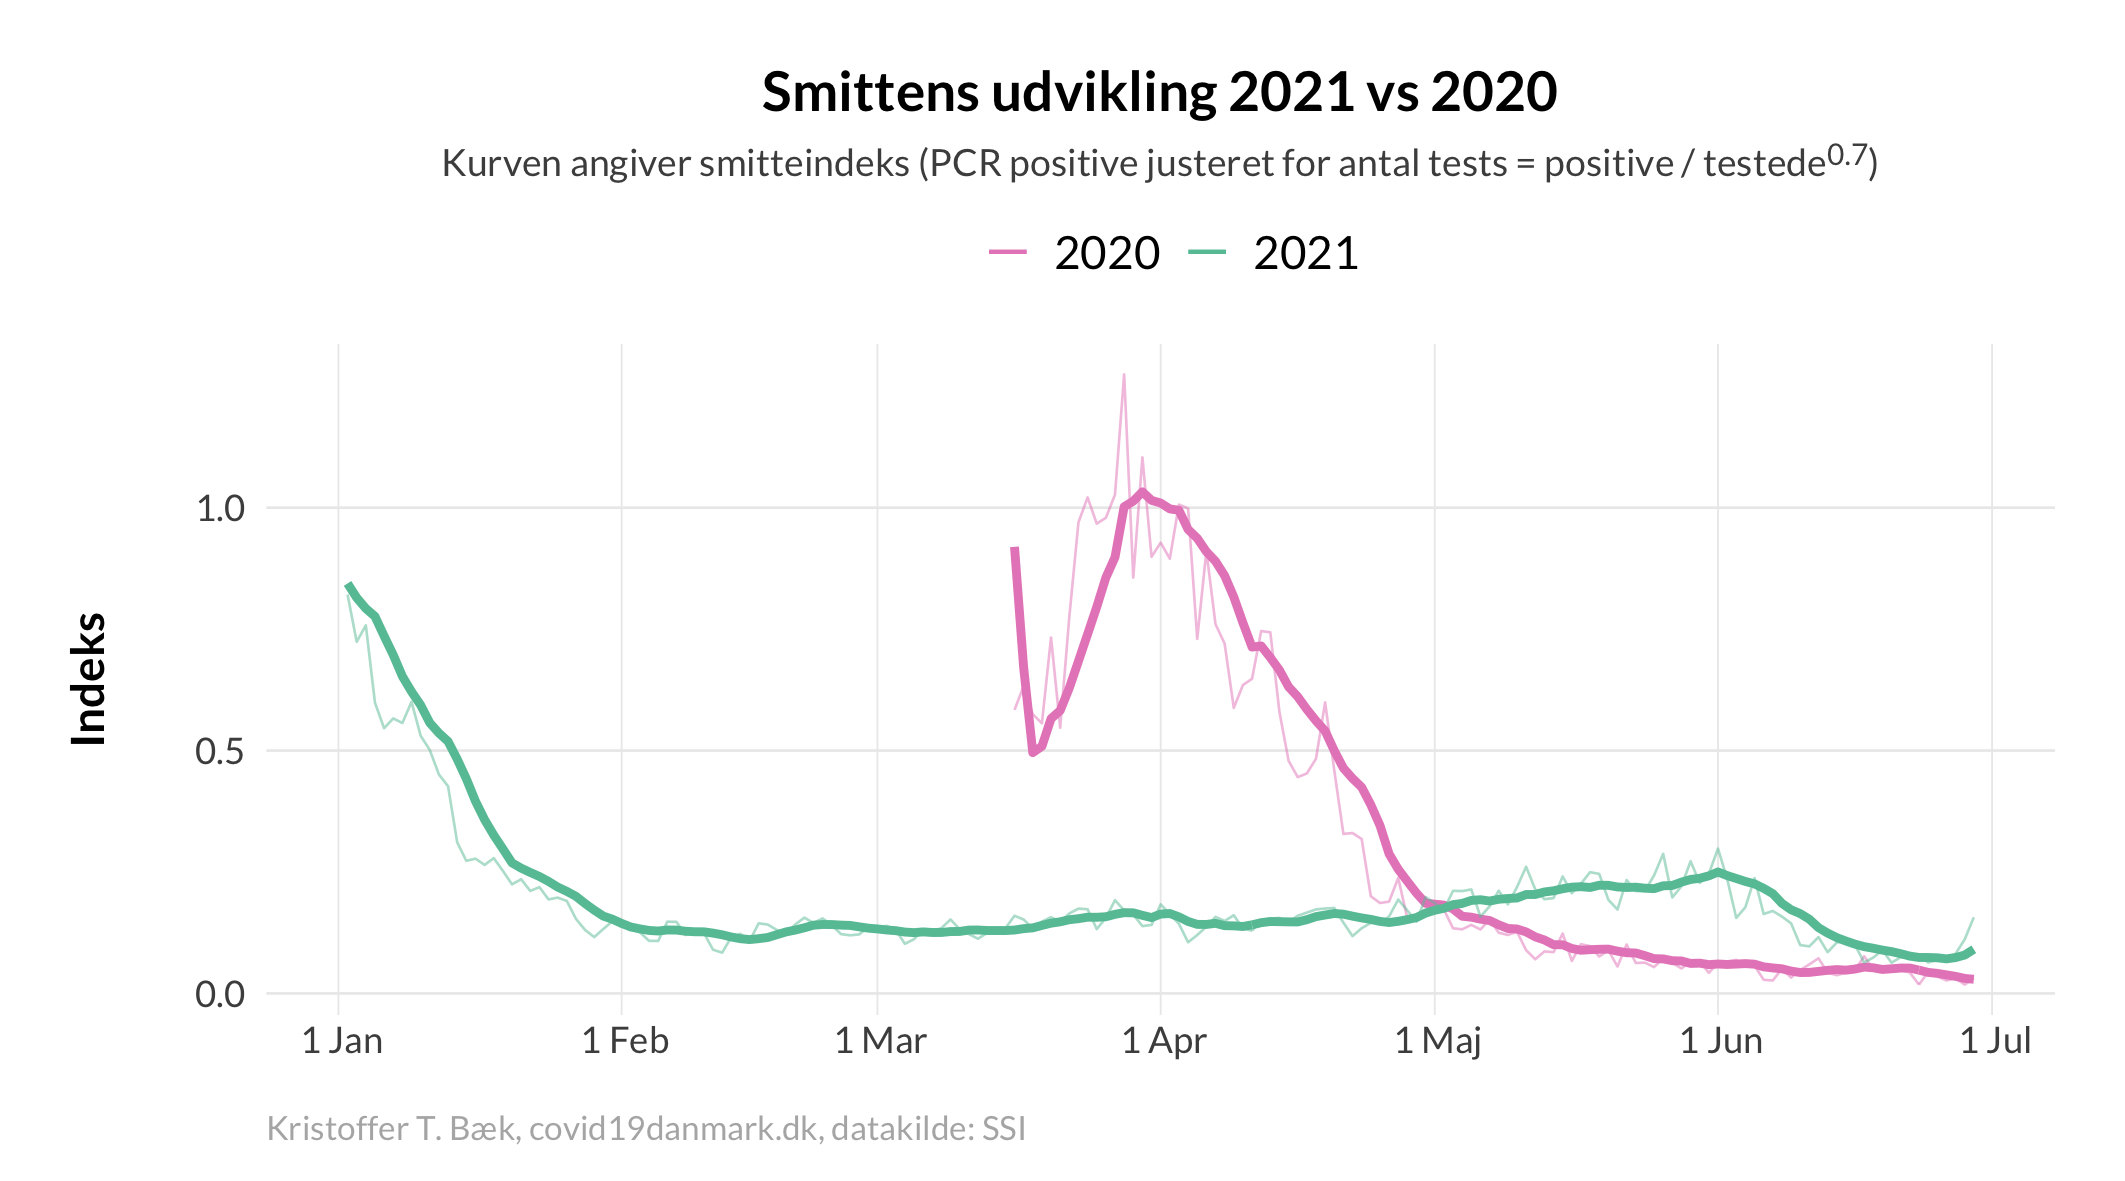 Smittens udvikling 2021 vs 2020
Kurven angiver smitteindeks (PCR positive justeret for antal tests = positive / testede^0.7)
2020 2021
Indeks
1.0
0.5
0.0
1 Jan 1 Feb 1 Mar 1 Apr 1 Maj 1 Jun 1 Jul
Kristoffer T. Bæk, covid19danmark.dk, datakilde: SSI